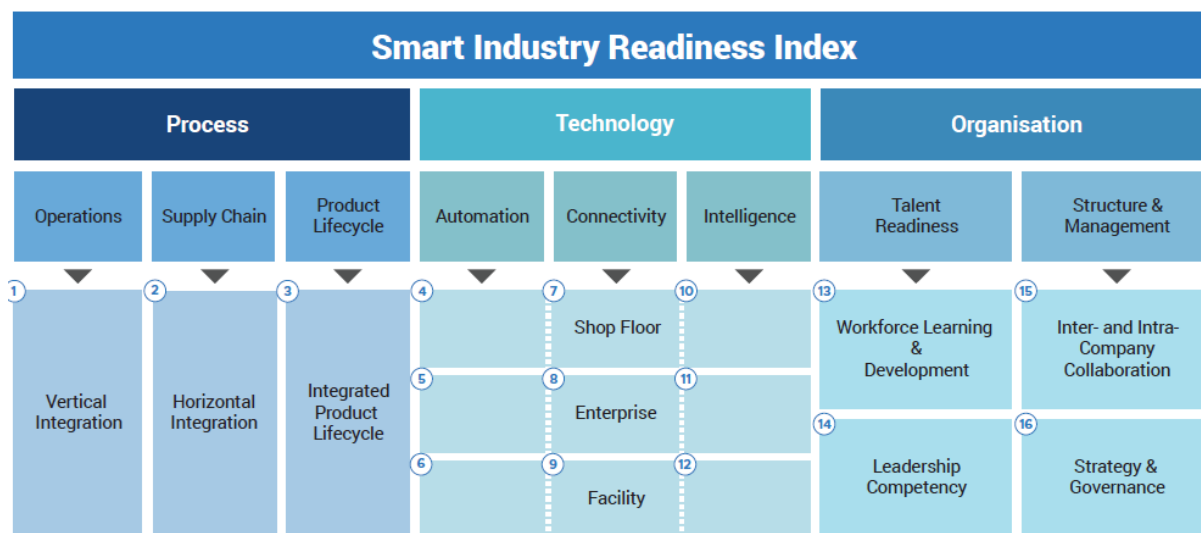 Smart Industry Readiness Index
Process
Technology
Organisation
Operations
Supply Chain
Product
Lifecycle
Automation
Connectivity
Intelligence
Talent
Readiness
Structure &
Management
1
Vertical
Integration
2
Horizontal
Integration
3
Integrated
Product
Lifecycle
4
7
10
Shop Floor
5
8
11
Enterprise
6
9
12
Facility
13
Workforce Learning
&
Development
15
Inter- and Intra-
Company
Collaboration
14
Leadership
Competency
16
Strategy &
Governance